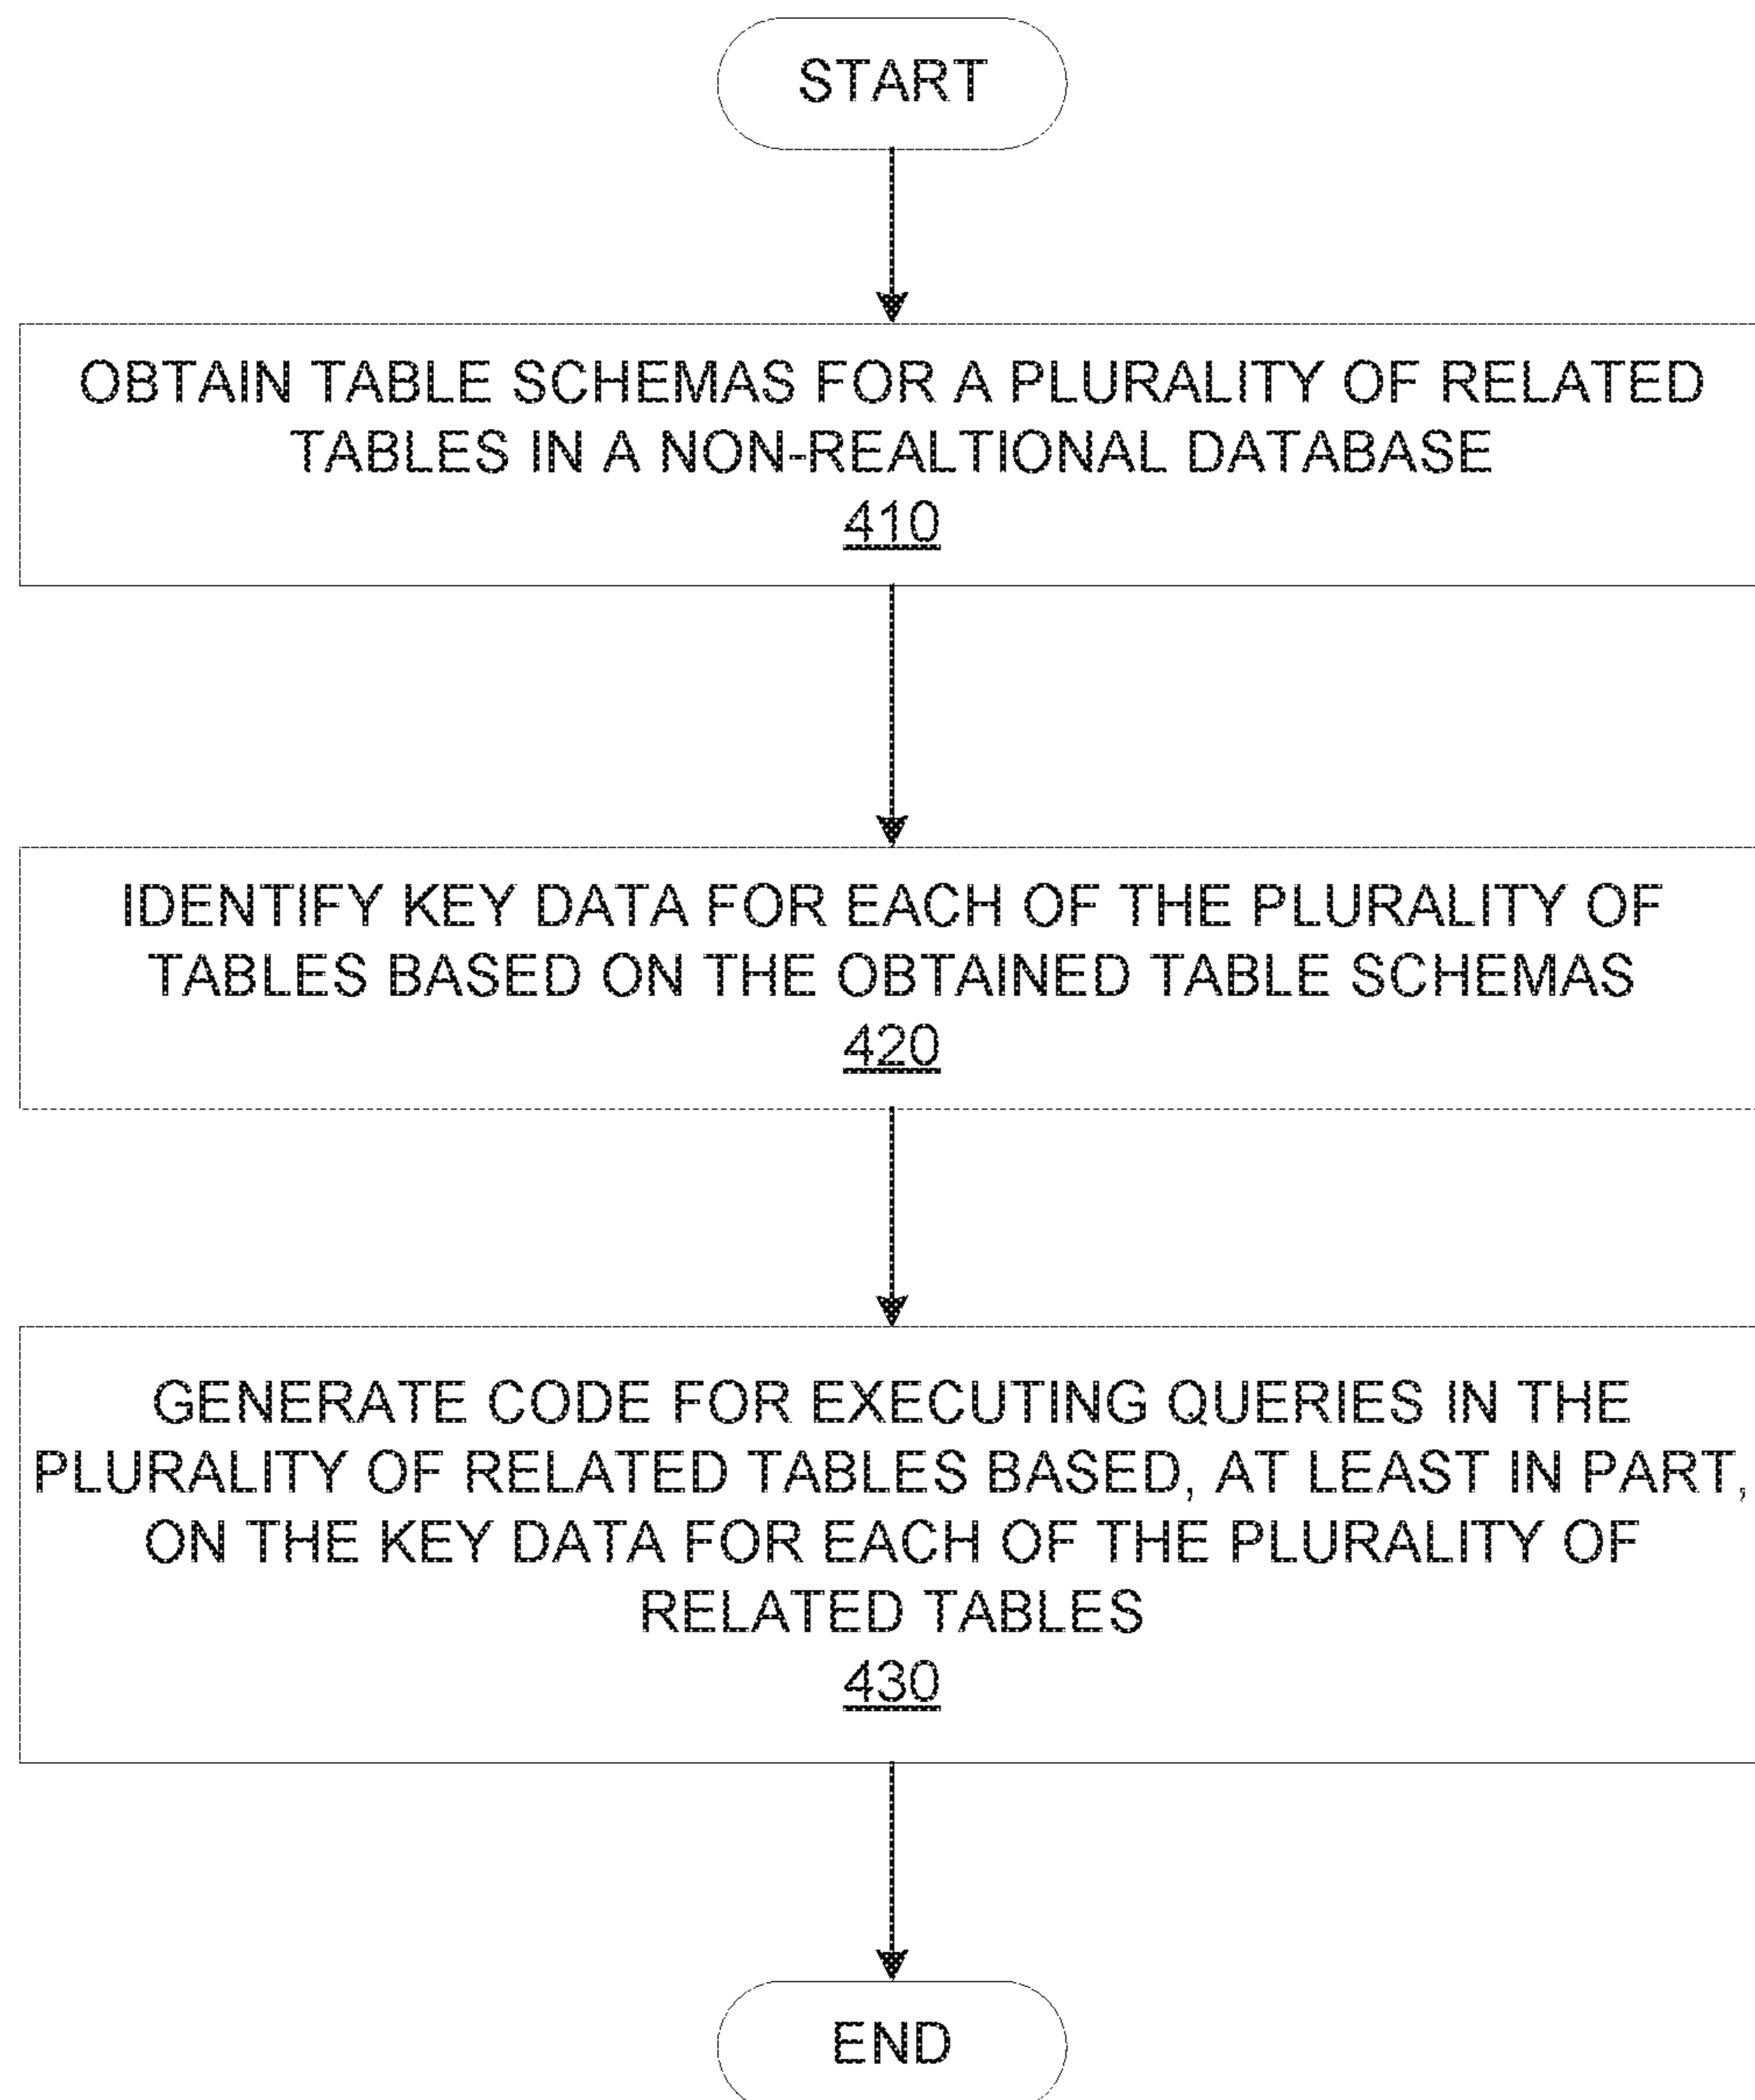 START
OBTAIN TABLE SCHEMAS FOR A PLURALITY OF RELATED
TABLES IN A NON-REALTIONAL DATABASE
410
IDENTIFY KEY DATA FOR EACH OF THE PLURALITY OF
TABLES BASED ON THE OBTAINED TABLE SCHEMAS
420
GENERATE CODE FOR EXECUTING QUERIES IN THE
PLURALITY OF RELATED TABLES BASED, AT LEAST IN PART,
ON THE KEY DATA FOR EACH OF THE PLURALITY OF
RELATED TABLES
430
END